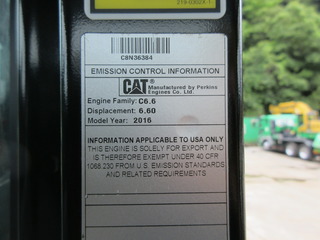 C8N36384
EMISSION CONTROL INFORMATION
CAT Manufactured by Perkins
Engines Co. Ltd.
Engine Family: C6.6
Displacement: 6.60
Model Year: 2016
INFORMATION APPLICABLE TO USA ONLY
THIS ENGINE IS SOLELY FOR EXPORT AND
IS THEREFORE EXEMPT UNDER 40 CFR
1068.230 FROM U.S. EMISSION STANDARDS
AND RELATED REQUIREMENTS